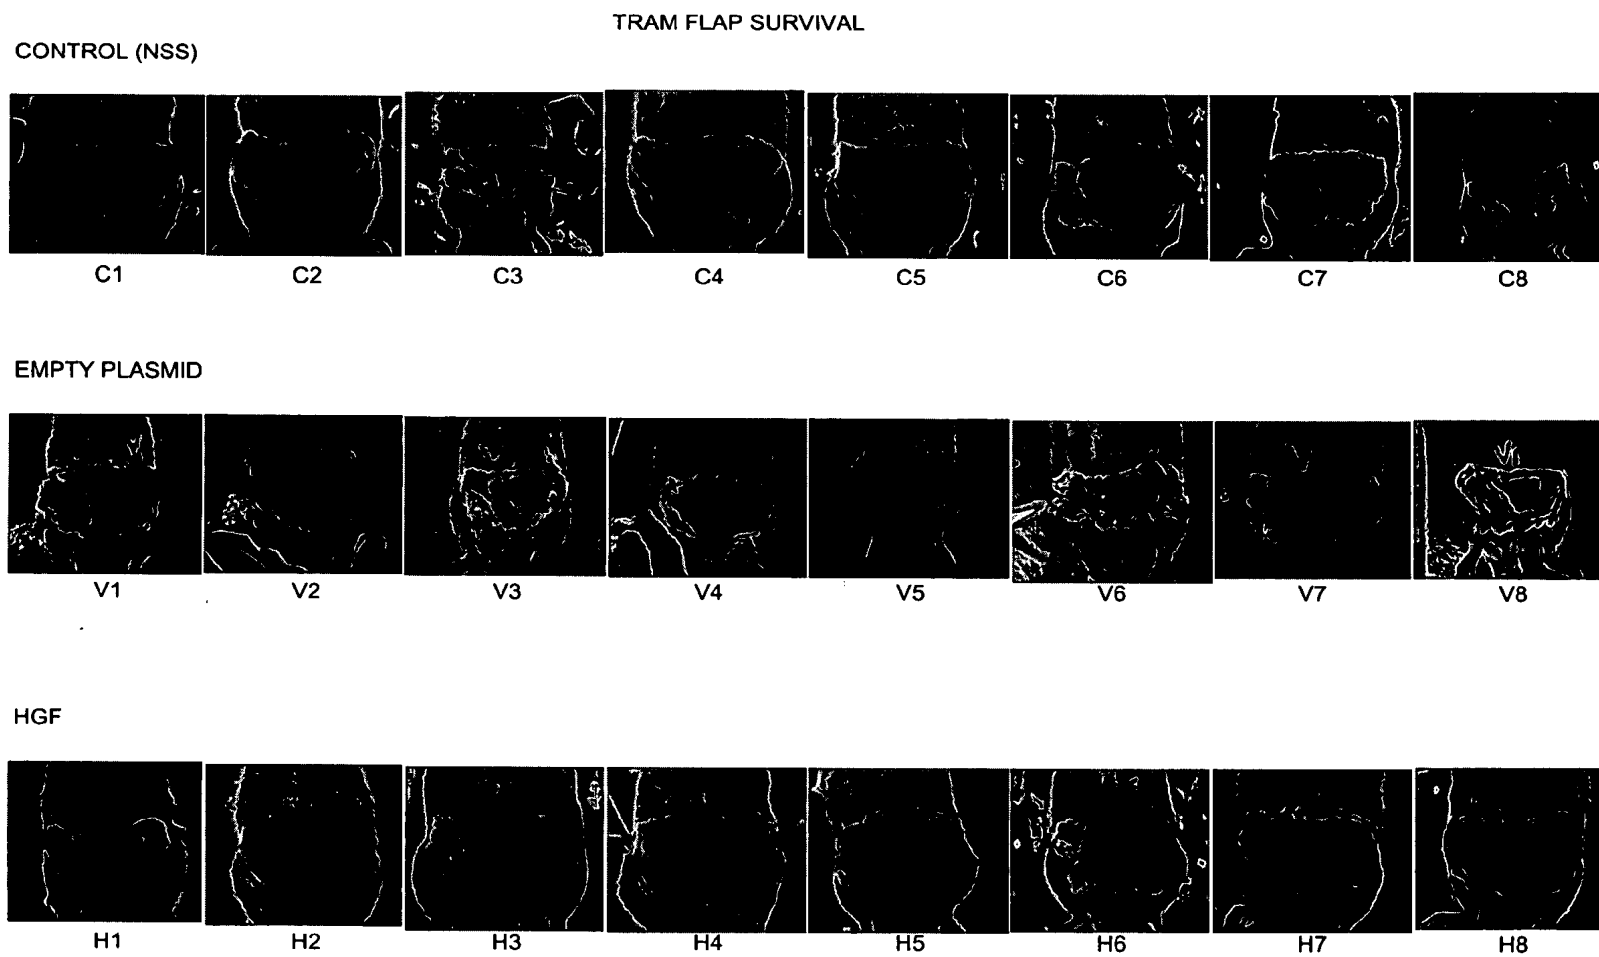 TRAM FLAP SURVIVAL
CONTROL (NSS)
C1 C2 C3 C4 C5 C6 C7 C8
EMPTY PLASMID
V1 V2 V3 V4 V5 V6 V7 V8
HGF
H1 H2 H3 H4 H5 H6 H7 H8